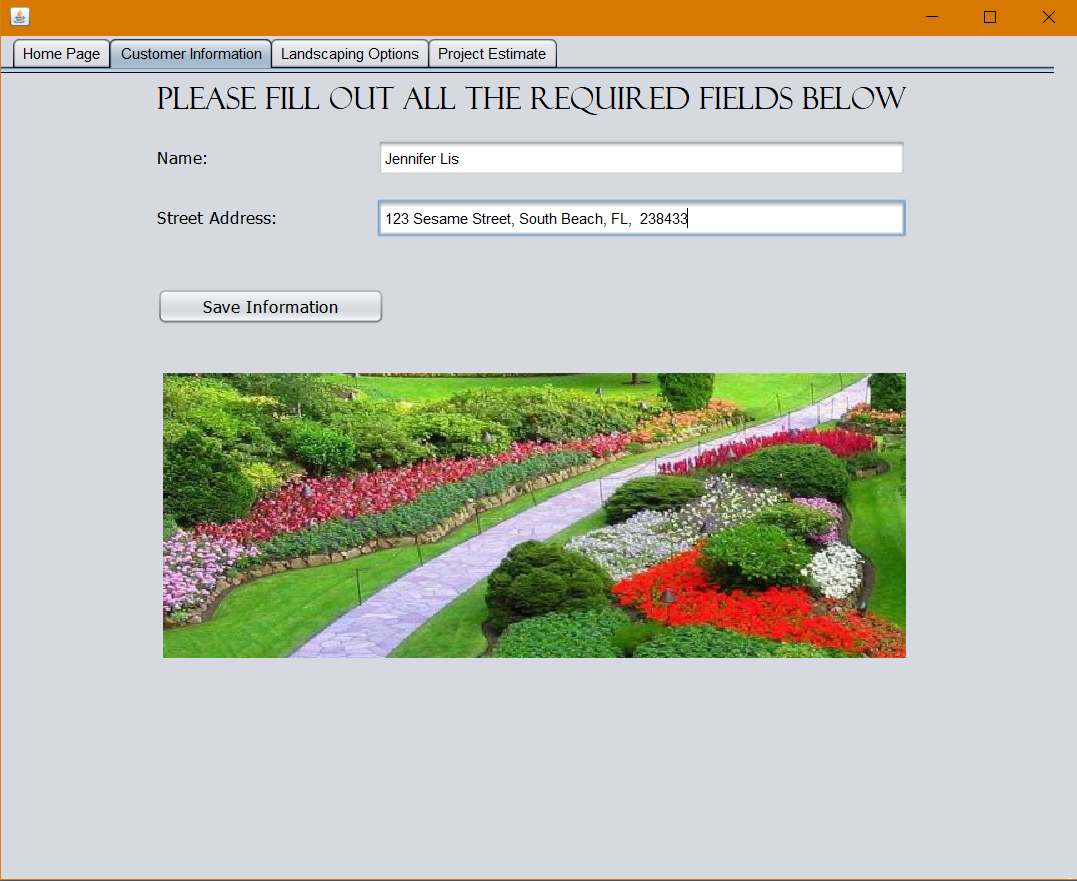 Home Page Customer Information Landscaping Options Project Estimate
PLEASE FILL OUT ALL THE REQUIRED FIELDS BELOW
Name: Jennifer Lis
Street Address: 123 Sesame Street, South Beach, FL,  238433
Save Information